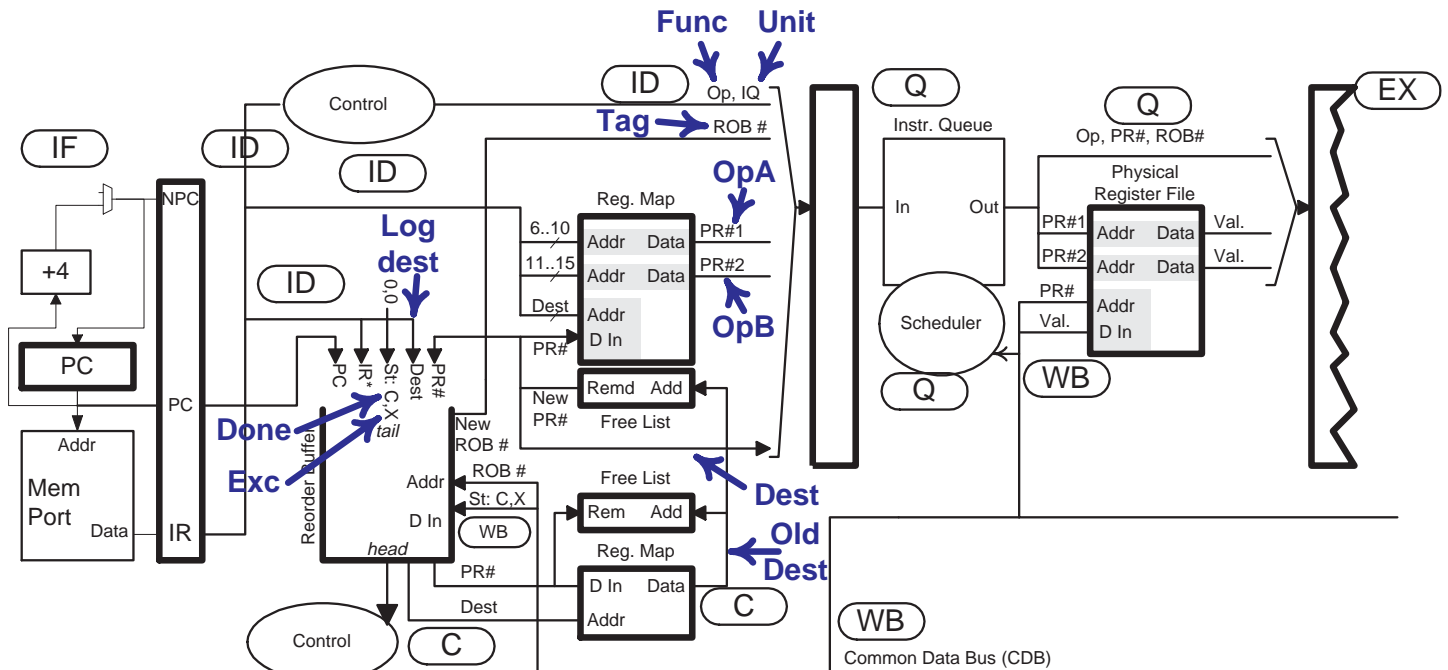 Func Unit
ID
Q
EX
Control
Op, IQ
Q
Tag
ROB #
Instr. Queue
Op, PR#, ROB#
IF
ID
ID
OpA
Physical
Register File
NPC
Reg. Map
In Out
Log
dest
6..10
Addr Data
PR#1
PR#1
Addr Data
Val.
+4
11..15
Addr Data
PR#2
PR#2
Addr Data
Val.
ID
0,0
Dest
Addr
D In
OpB
Scheduler
PR#
Addr
Val.
D In
PC
PR#
PC
IR*
St: C,X
Dest
PR#
Q
WB
Remd Add
New
PR#
Free List
PC
tail
Done
New
ROB #
Addr
Exc
Reorder Buffer
ROB #
Free List
Dest
Mem
Port
Addr
St: C,X
Rem Add
Data
IR
D In
WB
Old
Dest
head
Reg. Map
PR#
D In Data
C
Dest
Addr
WB
Control
C
Common Data Bus (CDB)